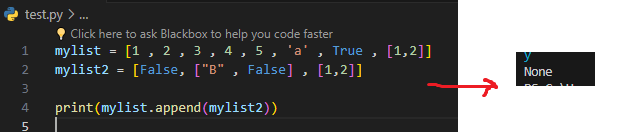 test.py > ...
Click here to ask Blackbox to help you code faster
1 mylist = [1 , 2 , 3 , 4 , 5 , 'a' , True , [1,2]]
2 mylist2 = [False, ["B" , False] , [1,2]]
3
4 print(mylist.append(mylist2))
5
y
None